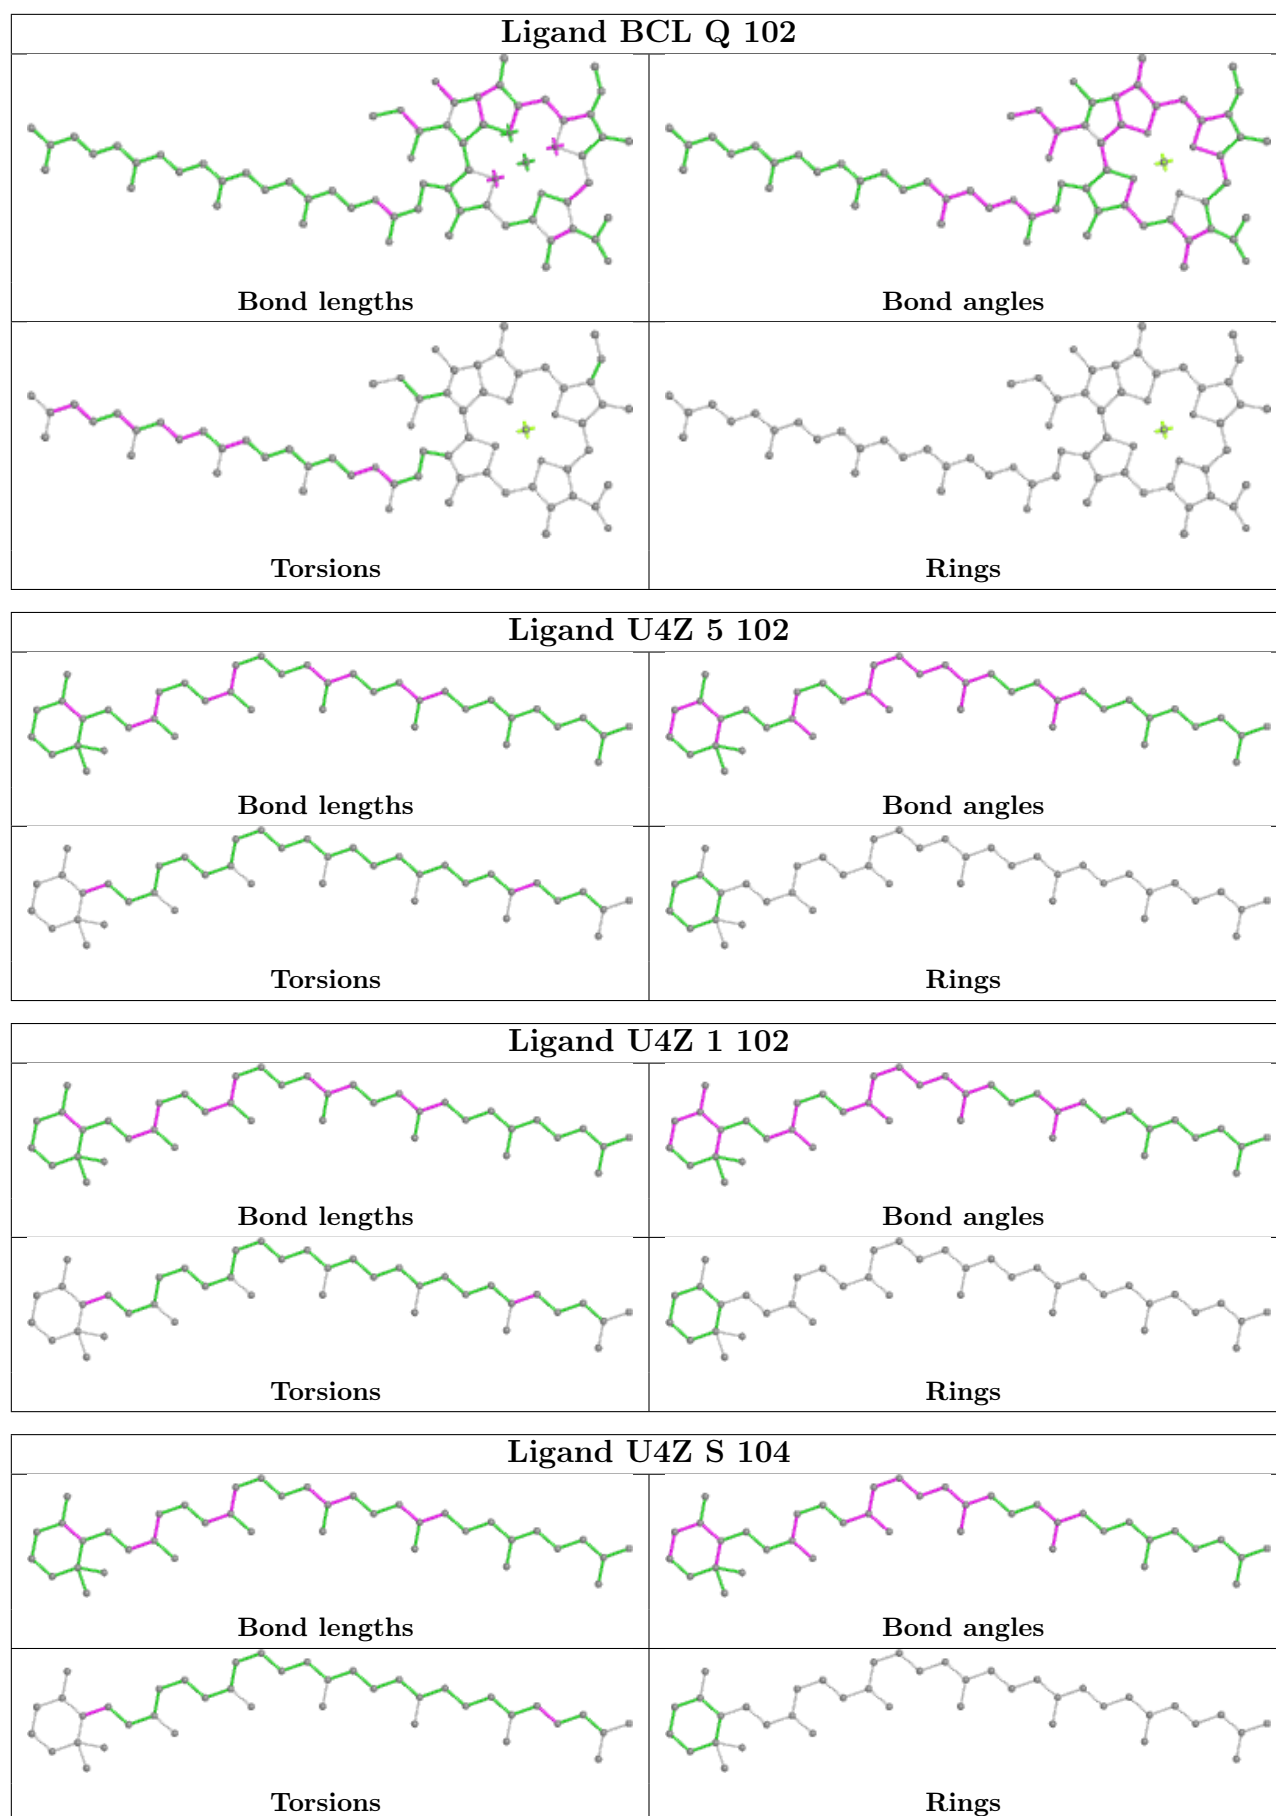 Ligand BCL Q 102
Bond lengths
Bond angles
Torsions
Rings
Ligand U4Z 5 102
Bond lengths
Bond angles
Torsions
Rings
Ligand U4Z 1 102
Bond lengths
Bond angles
Torsions
Rings
Ligand U4Z S 104
Bond lengths
Bond angles
Torsions
Rings